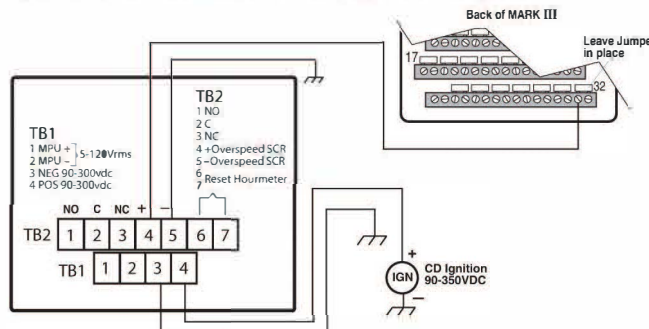 Back of MARK III
Leave Jumpe
in place
17
32
TB2
1 NO
2 C
3 NC
4 +Overspeed SCR
5 -Overspeed SCR
6
7 Reset Hourmeter
TB1
1 MPU +
2 MPU -
5-120Vrms
3 NEG 90-300vdc
4 POS 90-300vdc
NO C NC + -
TB2 1 2 3 4 5 6 7
TB1 1 2 3 4
+
IGN
-
CD Ignition
90-350VDC